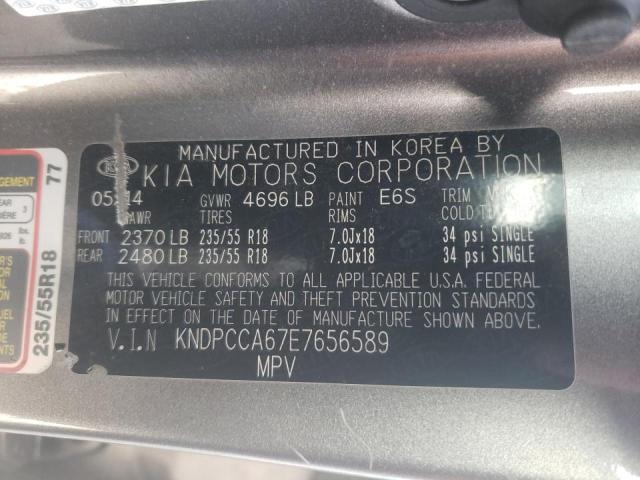 MANUFACTURED IN KOREA BY
KIA KIA MOTORS CORPORATION
GVWR 4696 LB PAINT E6S TRIM
TIRES RIMS
FRONT 2370 LB 235/55 R18 7.0Jx18 34 psi SINGLE
REAR 2480 LB 235/55 R18 7.0Jx18 34 psi SINGLE
THIS VEHICLE CONFORMS TO ALL APPLICABLE U.S.A. FEDERAL
MOTOR VEHICLE SAFETY AND THEFT PREVENTION STANDARDS
IN EFFECT ON THE DATE OF MANUFACTURE SHOWN ABOVE.
V.I.N KNDPCCA67E7656589
MPV
77
235/55R18
3